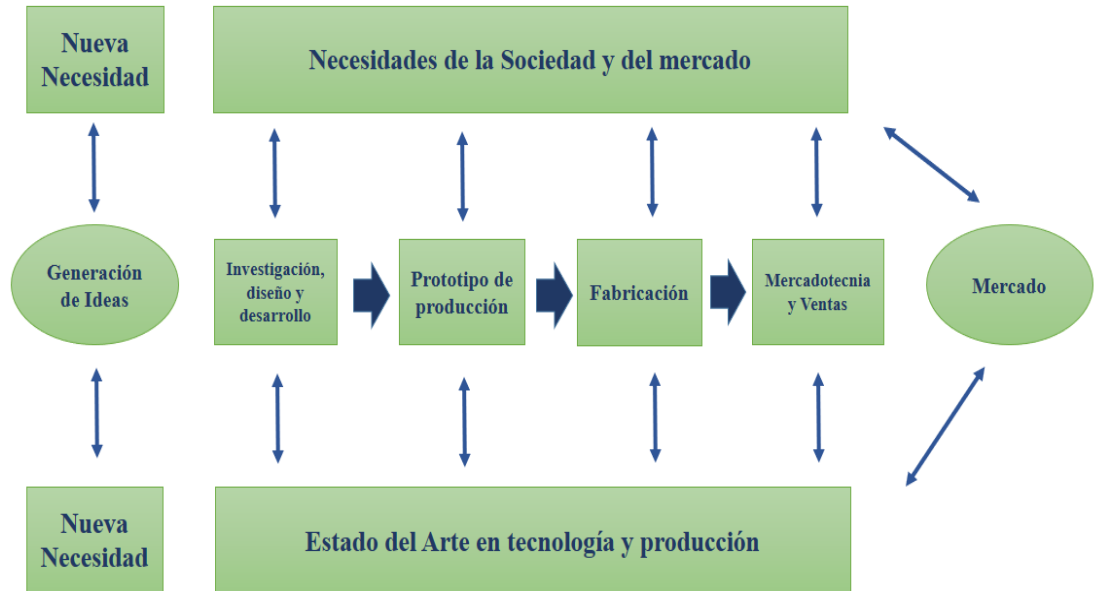 Nueva
Necesidad
Necesidades de la Sociedad y del mercado
Generación
de Ideas
Investigación,
diseño y
desarrollo
Prototipo de
producción
Fabricación
Mercadotecnia
y Ventas
Mercado
Nueva
Necesidad
Estado del Arte en tecnología y producción